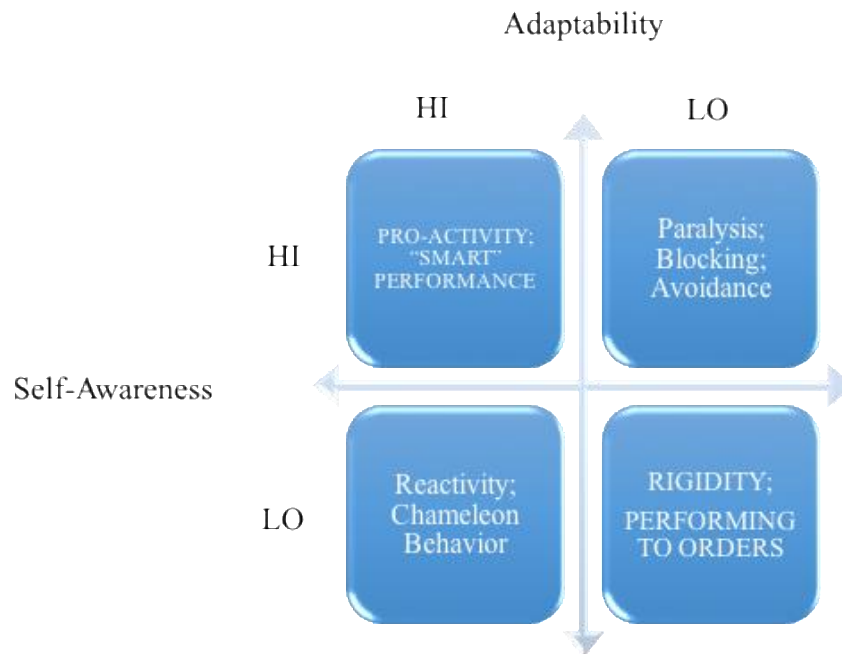 Adaptability
HI
LO
HI
PRO-ACTIVITY;
“SMART”
PERFORMANCE
Paralysis;
Blocking;
Avoidance
Self-Awareness
LO
Reactivity;
Chameleon
Behavior
RIGIDITY;
PERFORMING
TO ORDERS